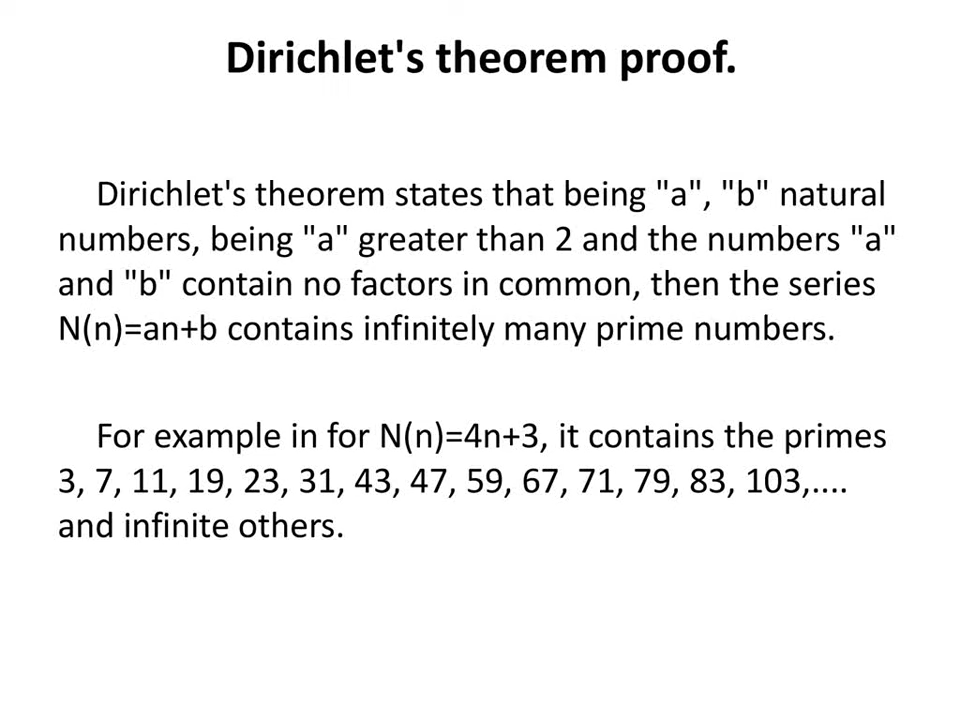 Dirichlet's theorem proof.
Dirichlet's theorem states that being "a", "b" natural
numbers, being "a" greater than 2 and the numbers "a"
and "b" contain no factors in common, then the series
N(n)=an+b contains infinitely many prime numbers.
For example in for N(n)=4n+3, it contains the primes
3, 7, 11, 19, 23, 31, 43, 47, 59, 67, 71, 79, 83, 103,....
and infinite others.